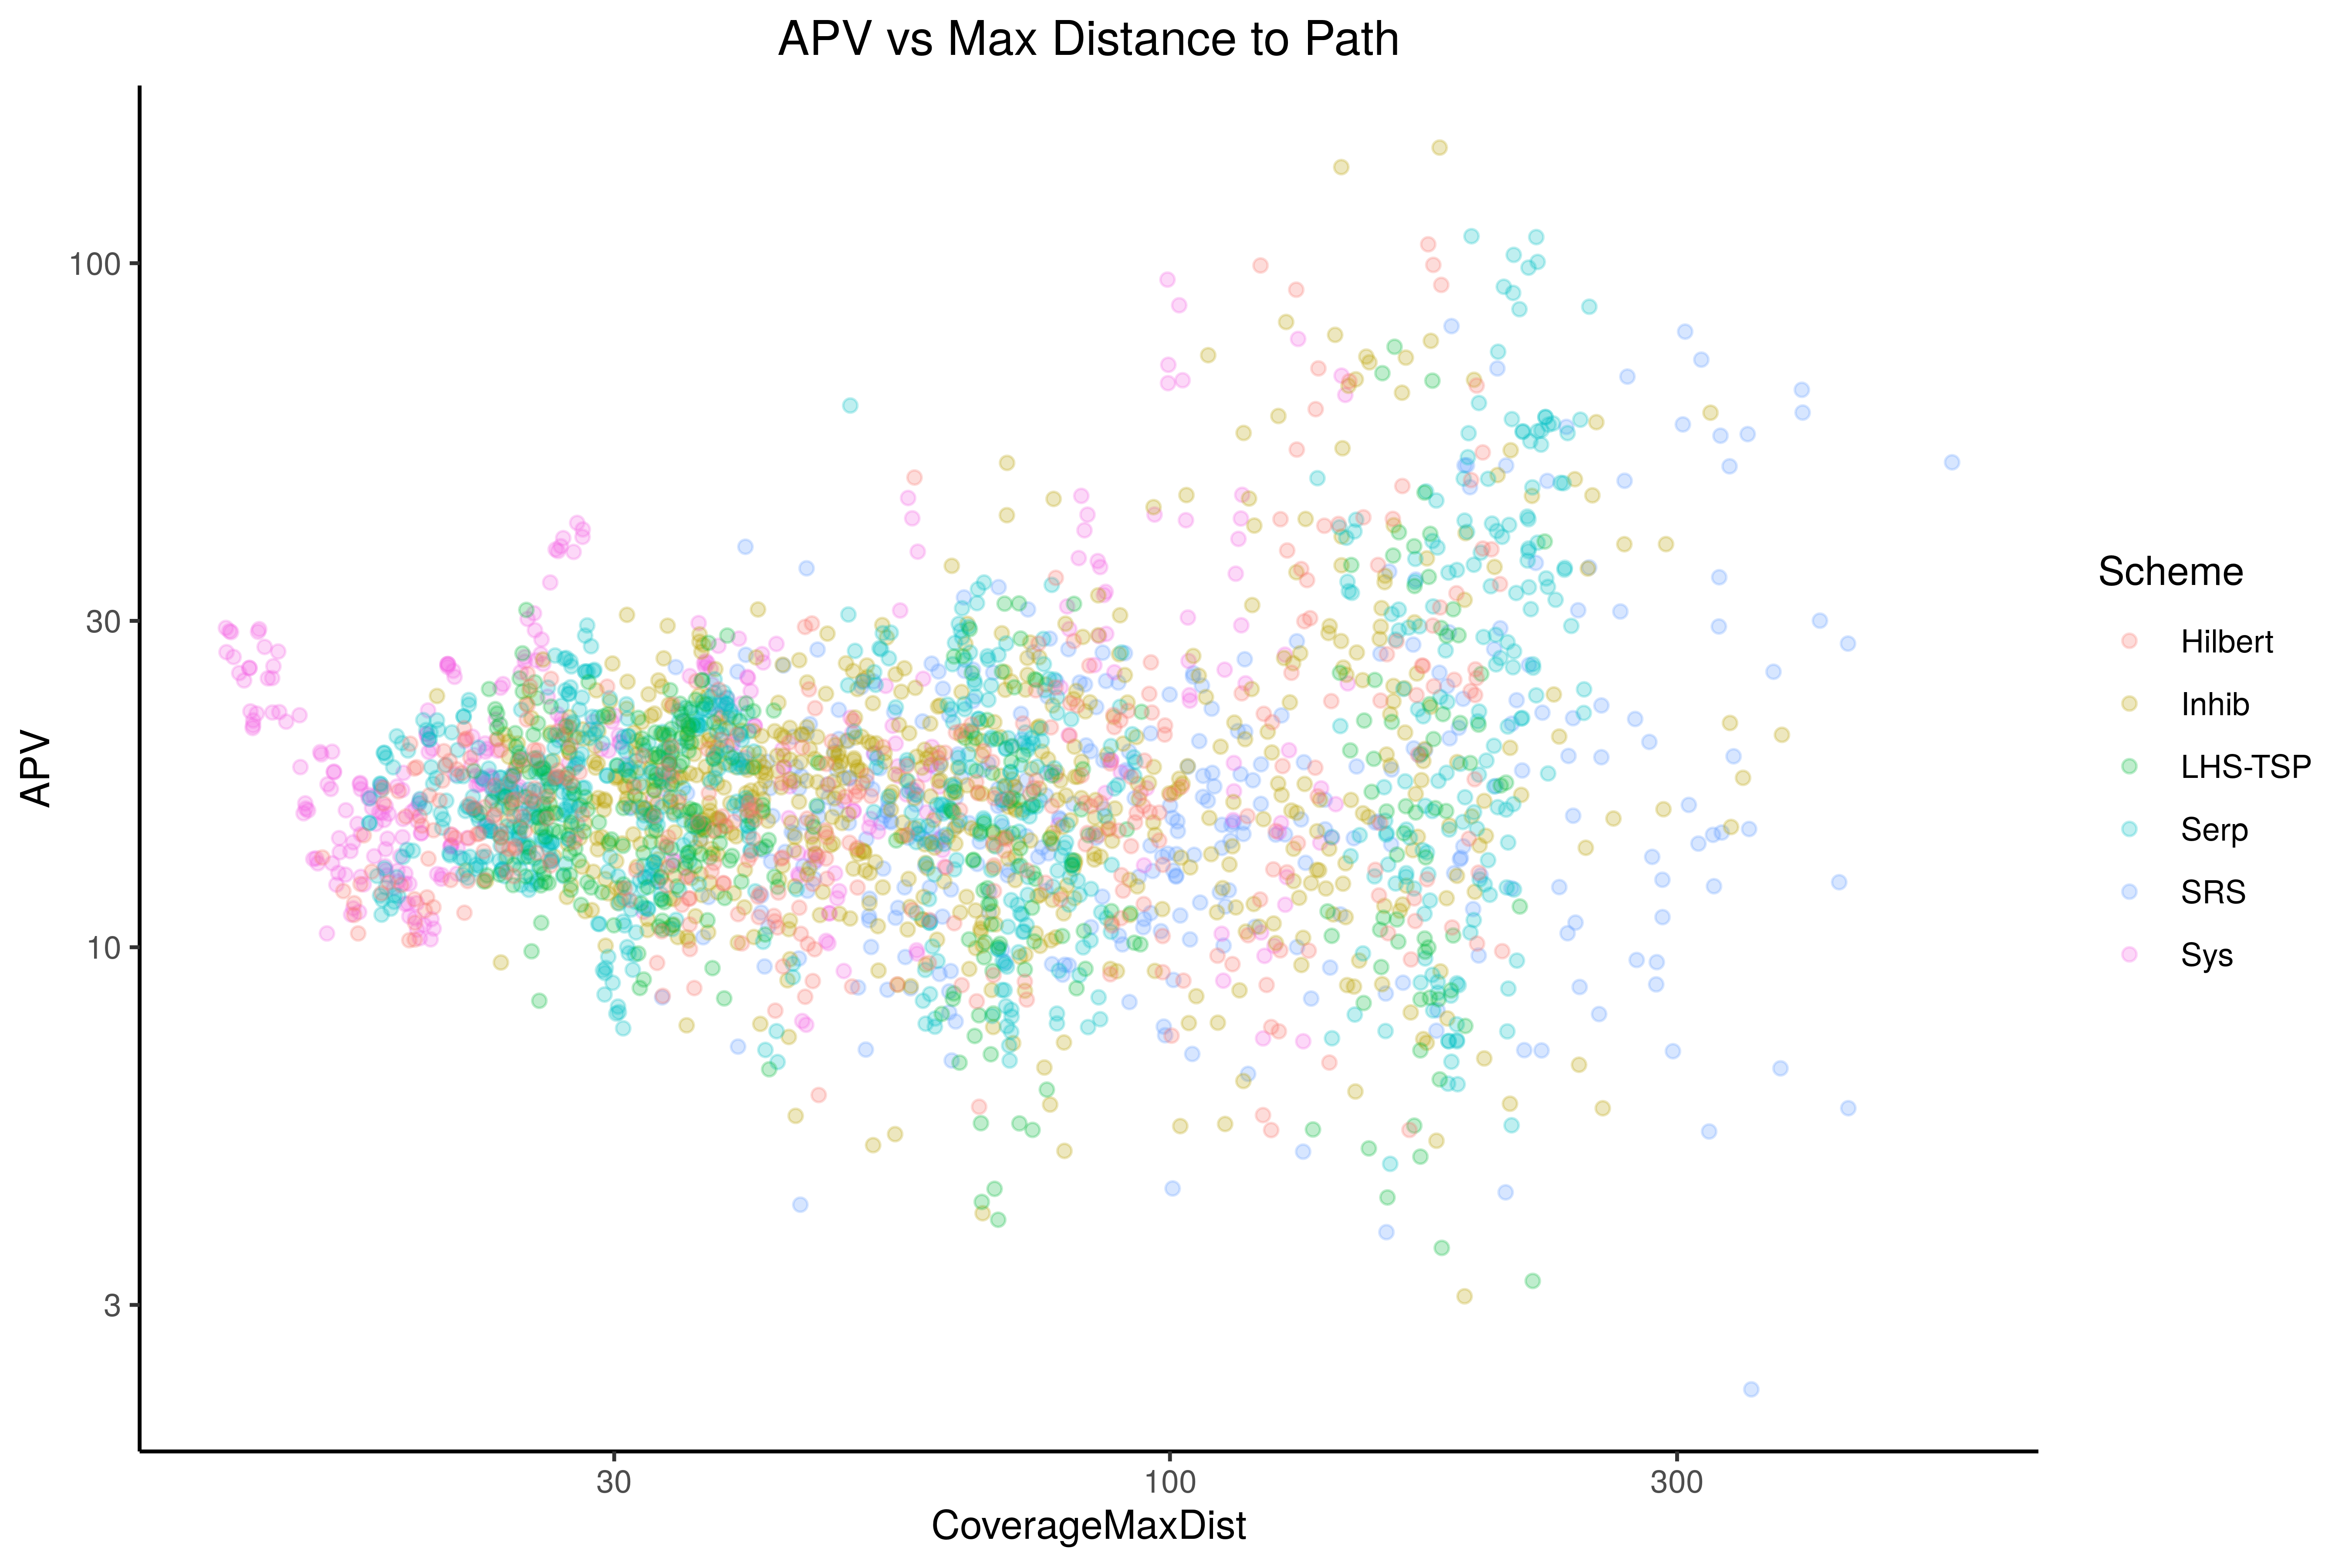 APV vs Max Distance to Path
APV
100
30
10
3
30
100
300
CoverageMaxDist
Scheme
Hilbert
Inhib
LHS-TSP
Serp
SRS
Sys